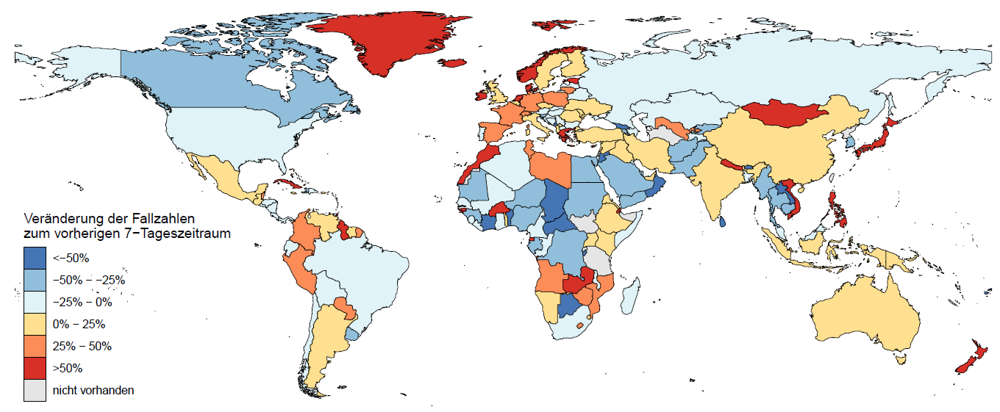 Veränderung der Fallzahlen
zum vorherigen 7−Tageszeitraum
<−50%
−50% − −25%
−25% − 0%
0% − 25%
25% − 50%
>50%
nicht vorhanden